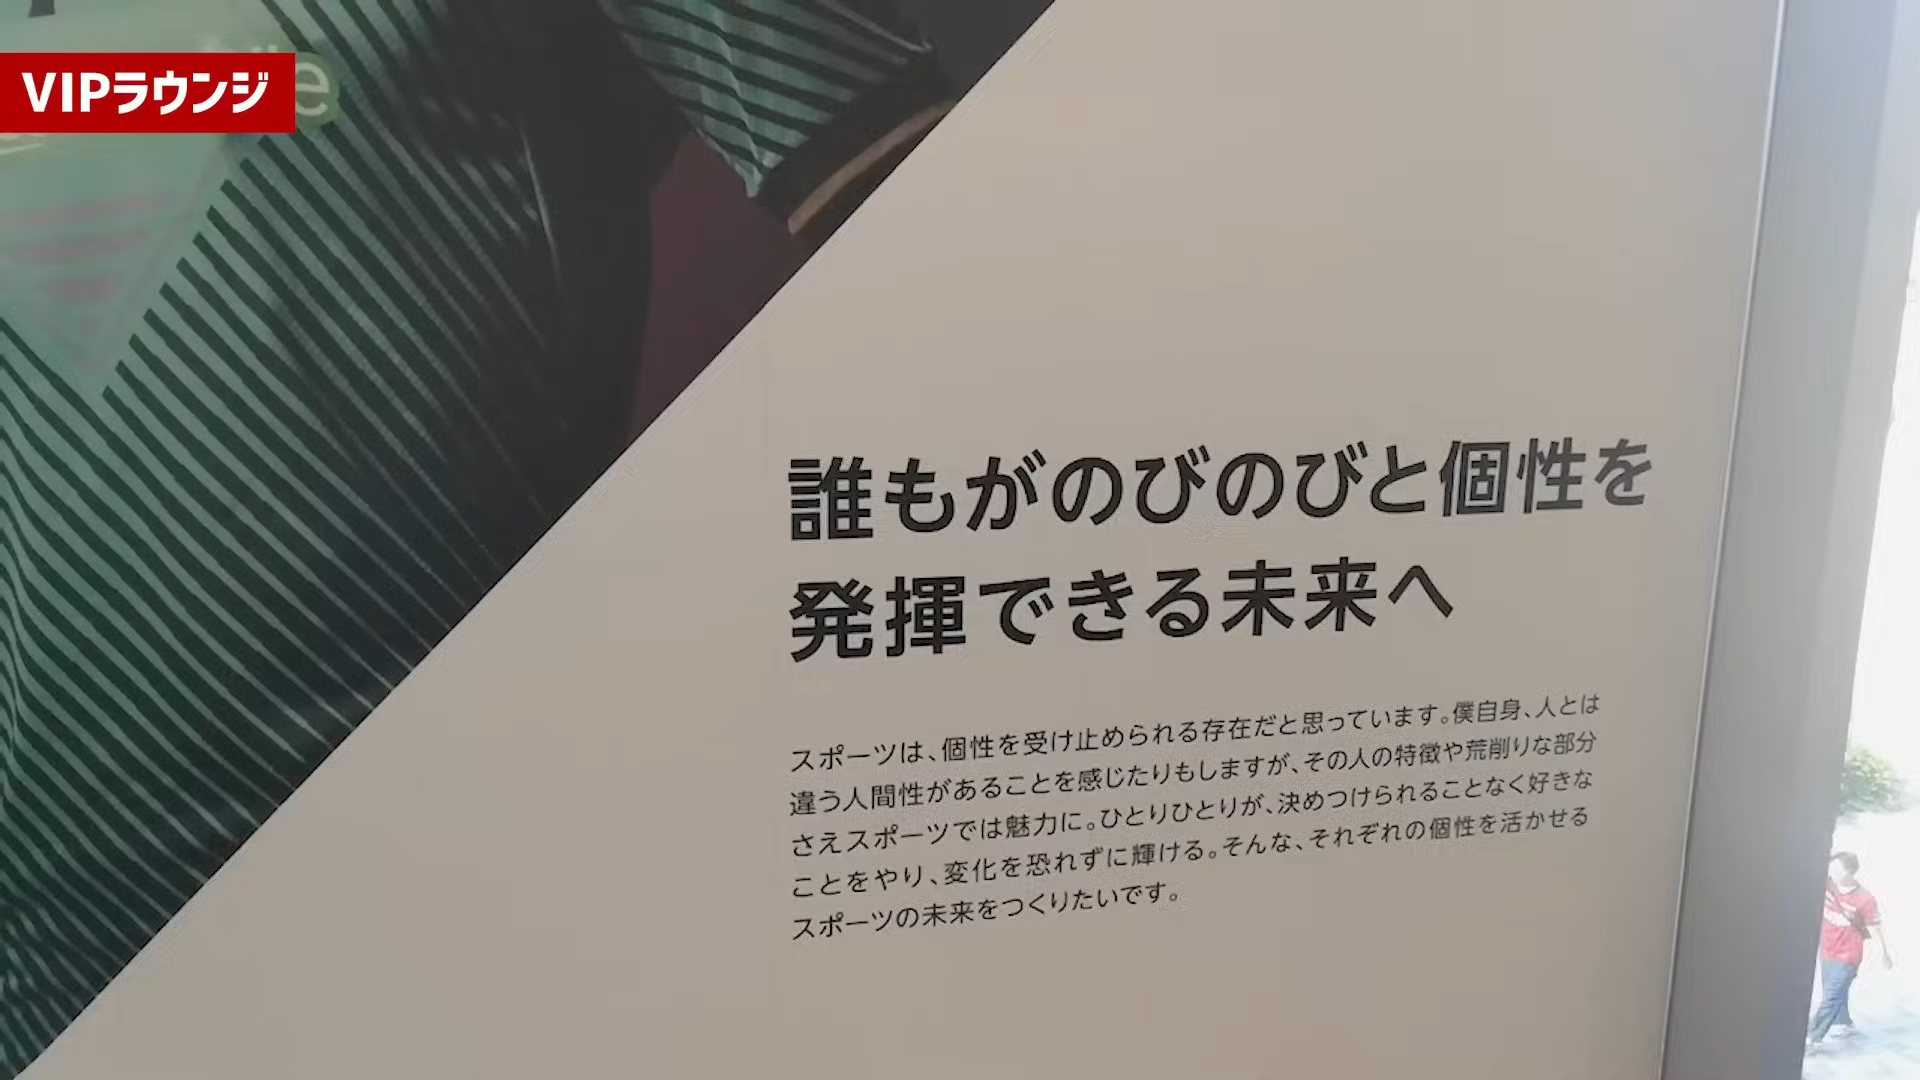 VIPラウンジ
誰もがのびのびと個性を
発揮できる未来へ
スポーツは、個性を受け止められる存在だと思っています。僕自身、人とは
違う人間性があることを感じたりもしますが、その人の特徴や荒削りな部分
さえスポーツでは魅力に。ひとりひとりが、決めつけられることなく好きな
ことをやり、変化を恐れずに輝ける。そんな、それぞれの個性を活かせる
スポーツの未来をつくりたいです。